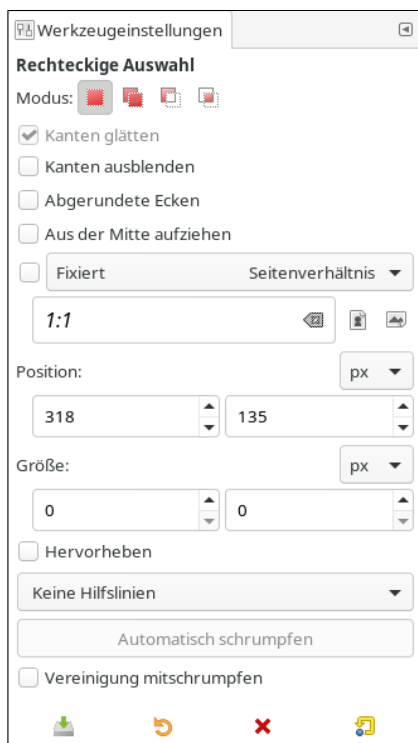 Werkzeugeinstellungen
Rechteckige Auswahl
Modus:
Kanten glätten
Kanten ausblenden
Abgerundete Ecken
Aus der Mitte aufziehen
Fixiert Seitenverhältnis
1:1
Position: px
318 135
Größe: px
0 0
Hervorheben
Keine Hilfslinien
Automatisch schrumpfen
Vereinigung mitschrumpfen